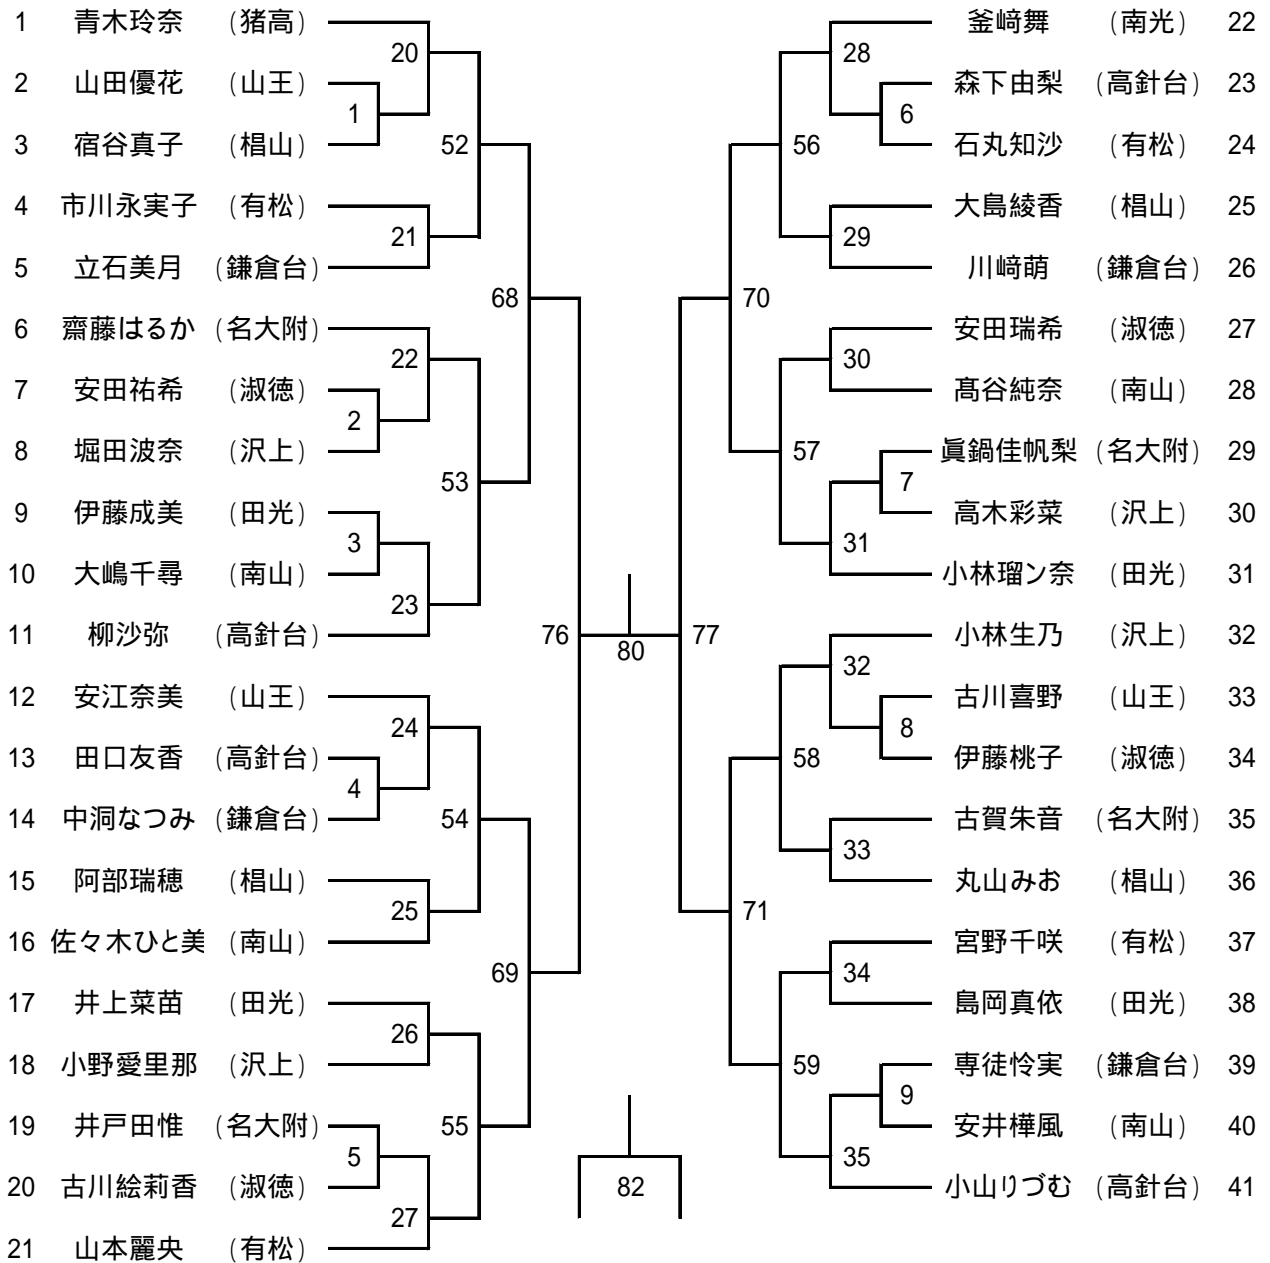 1 青木玲奈 (猪高)
2 山田優花 (山王)
3 宿谷真子 (椙山)
4 市川永実子 (有松)
5 立石美月 (鎌倉台)
6 齋藤はるか (名大附)
7 安田祐希 (淑徳)
8 堀田波奈 (沢上)
9 伊藤成美 (田光)
10 大嶋千尋 (南山)
11 柳沙弥 (高針台)
12 安江奈美 (山王)
13 田口友香 (高針台)
14 中洞なつみ (鎌倉台)
15 阿部瑞穂 (椙山)
16 佐々木ひと美 (南山)
17 井上菜苗 (田光)
18 小野愛里那 (沢上)
19 井戸田惟 (名大附)
20 古川絵莉香 (淑徳)
21 山本麗央 (有松)
1
2
3
4
5
20
21
22
23
24
25
26
27
52
53
54
55
68
69
76
80
82
77
70
71
56
57
58
59
28
29
30
31
32
33
34
35
6
7
8
9
釜﨑舞 (南光) 22
森下由梨 (高針台) 23
石丸知沙 (有松) 24
大島綾香 (椙山) 25
川﨑萌 (鎌倉台) 26
安田瑞希 (淑徳) 27
髙谷純奈 (南山) 28
眞鍋佳帆梨 (名大附) 29
高木彩菜 (沢上) 30
小林瑠ン奈 (田光) 31
小林生乃 (沢上) 32
古川喜野 (山王) 33
伊藤桃子 (淑徳) 34
古賀朱音 (名大附) 35
丸山みお (椙山) 36
宮野千咲 (有松) 37
島岡真依 (田光) 38
専徒怜実 (鎌倉台) 39
安井樺風 (南山) 40
小山りづむ (高針台) 41